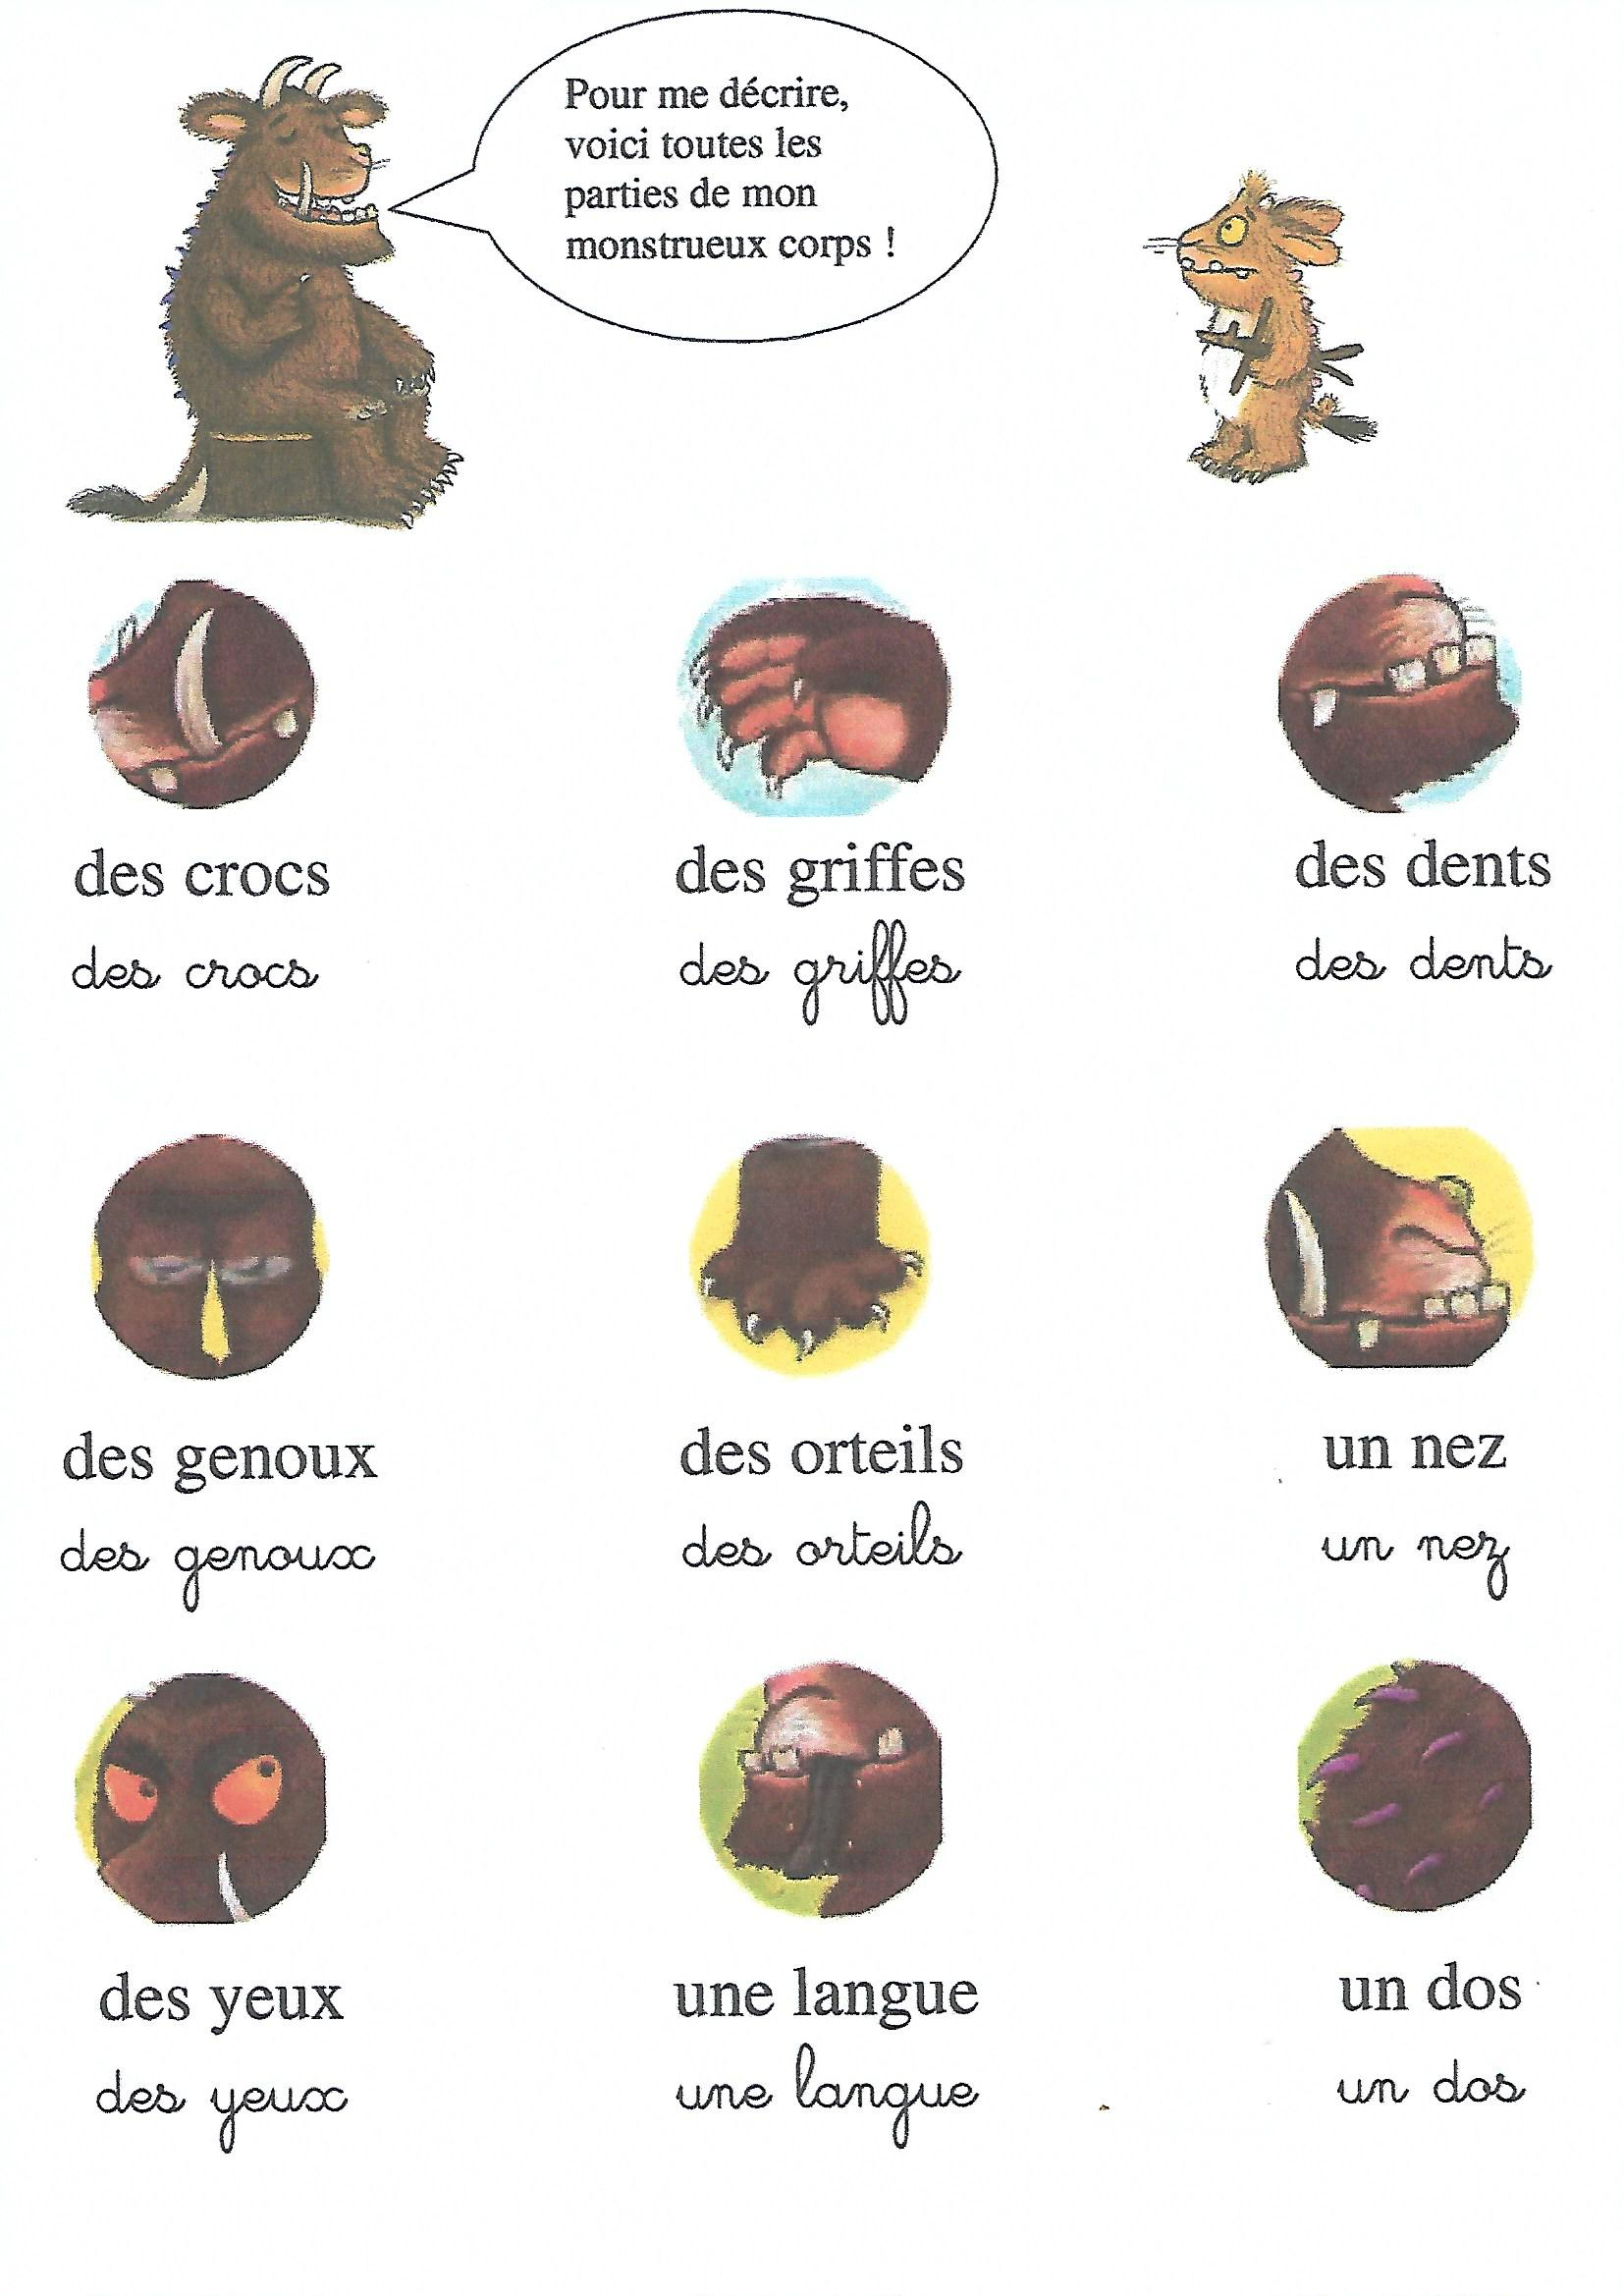 Pour me décrire,
voici toutes les
parties de mon
monstrueux corps !
des crocs
des griffes
des dents
des crocs
des griffes
des dents
des genoux
des orteils
un nez
des genoux
des orteils
un nez
des yeux
une langue
un dos
des yeux
une langue
un dos